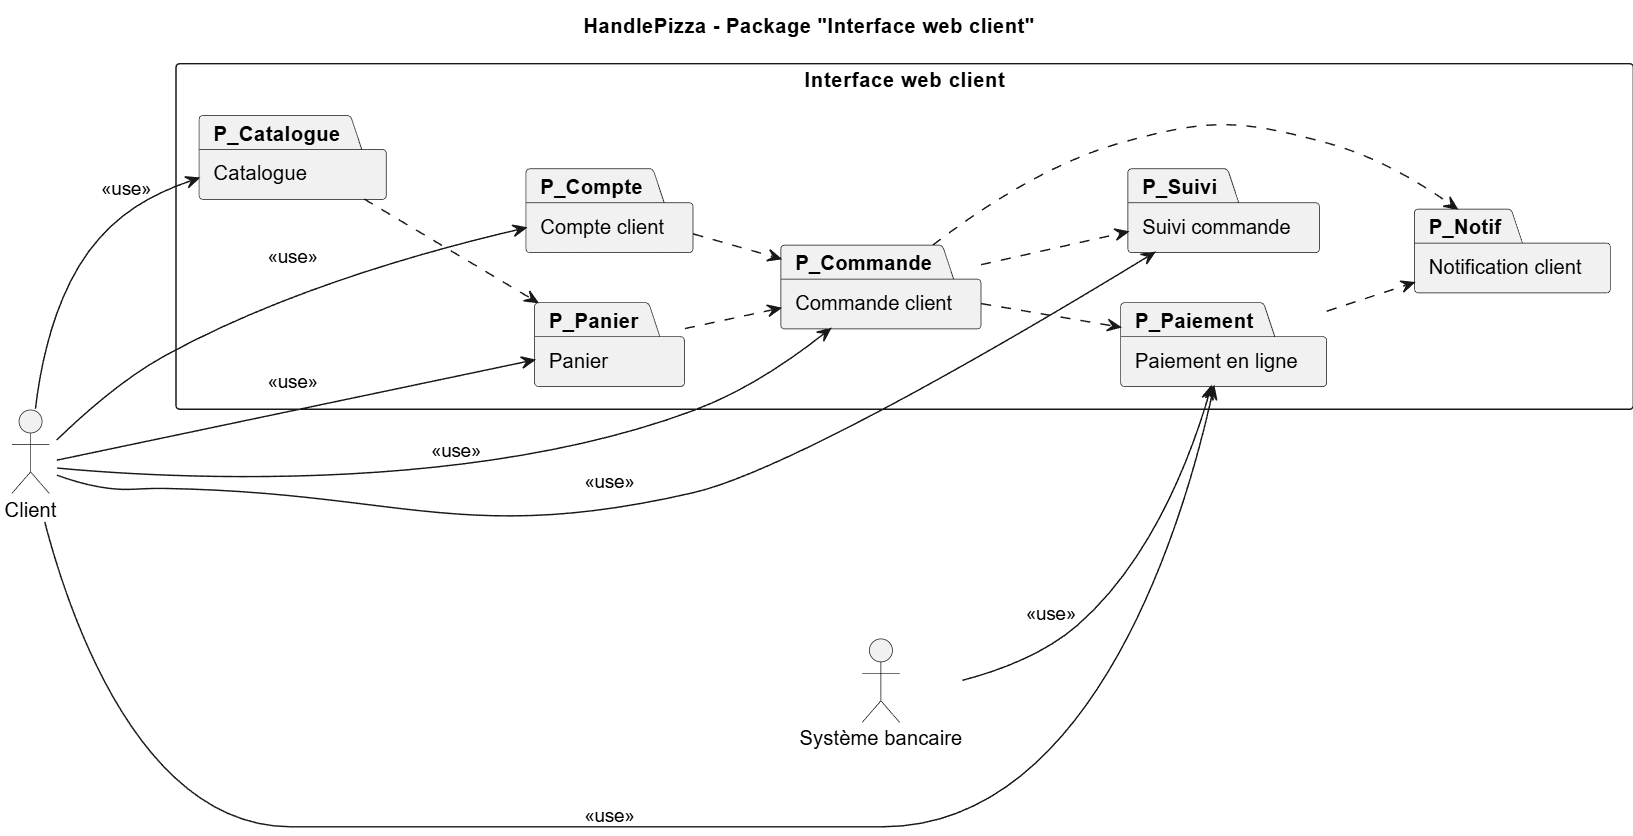 HandlePizza - Package "Interface web client"
Interface web client
P_Catalogue
Catalogue
«use»
P_Compte
Compte client
P_Suivi
Suivi commande
P_Notif
Notification client
«use»
P_Commande
Commande client
P_Panier
Panier
P_Paiement
Paiement en ligne
«use»
«use»
«use»
Client
«use»
Système bancaire
«use»